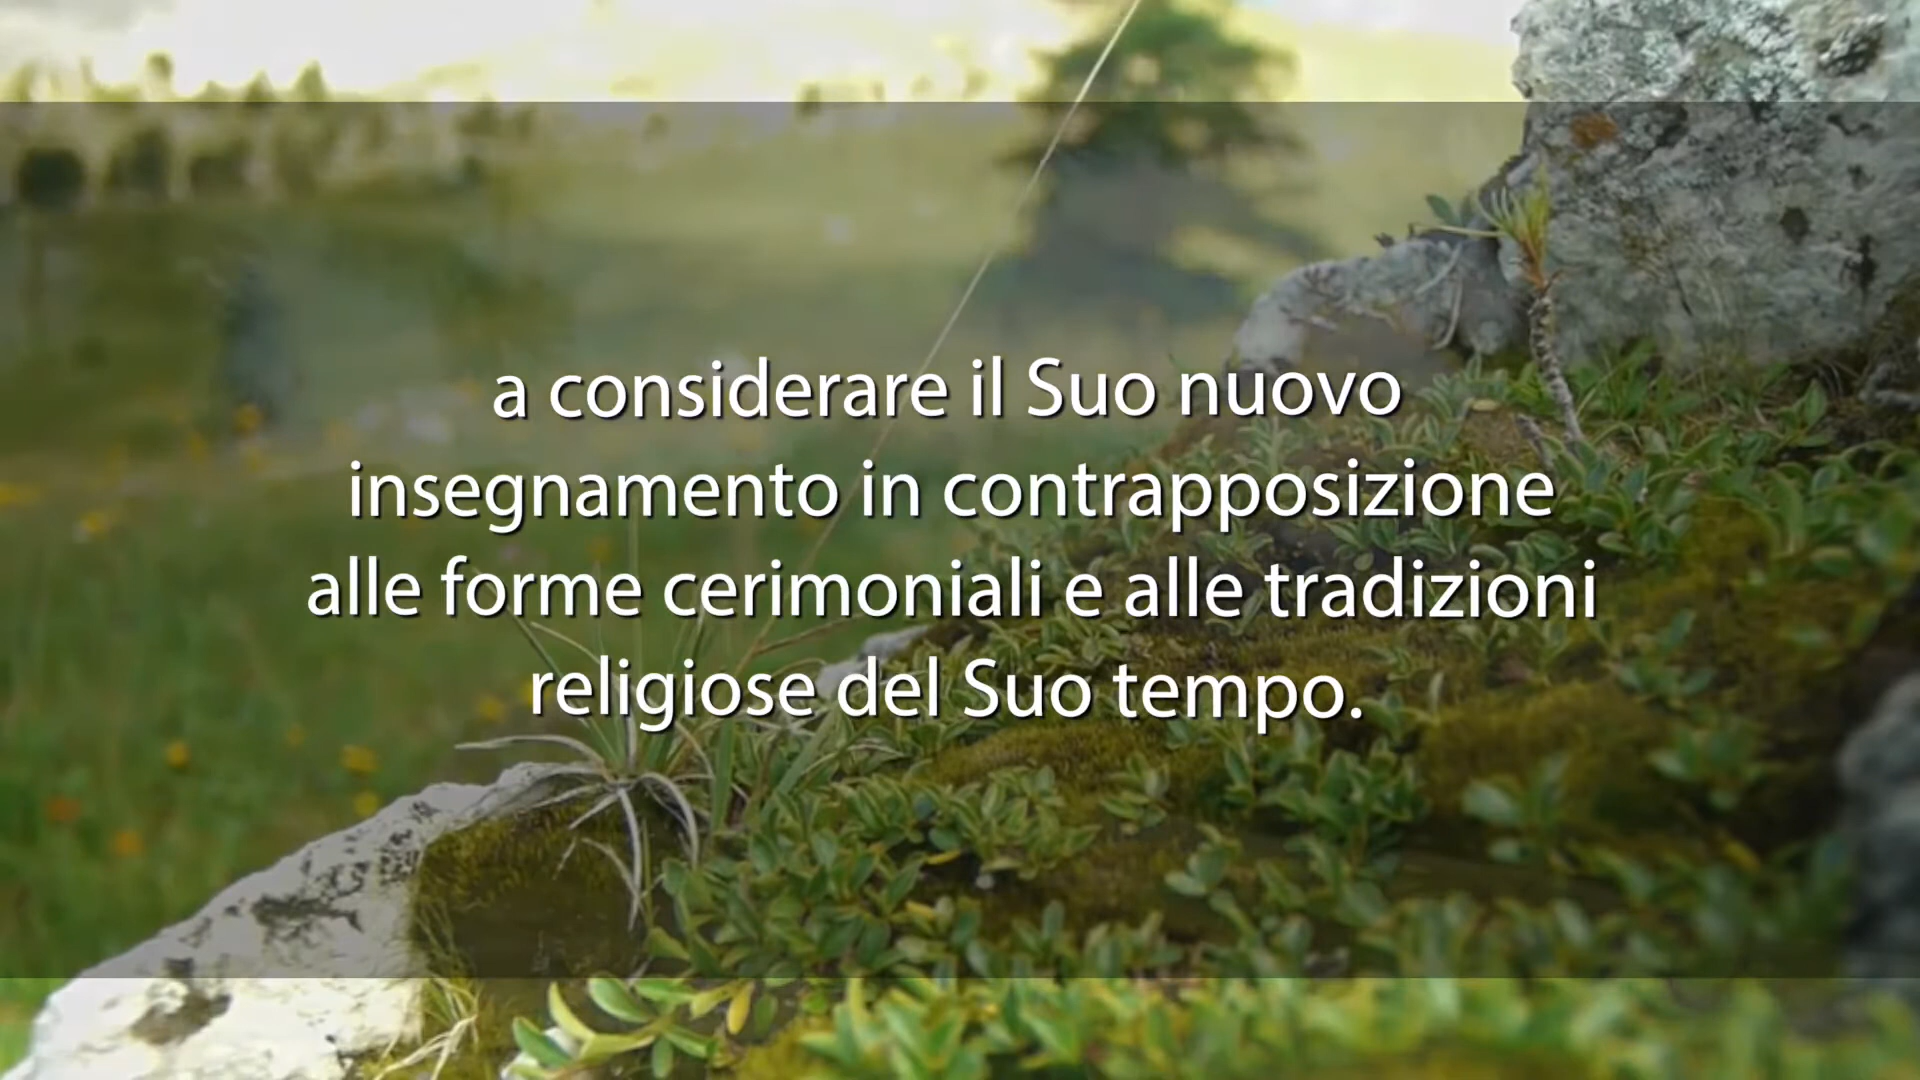 a considerare il Suo nuovo
insegnamento in contrapposizione
alle forme cerimoniali e alle tradizioni
religiose del Suo tempo.